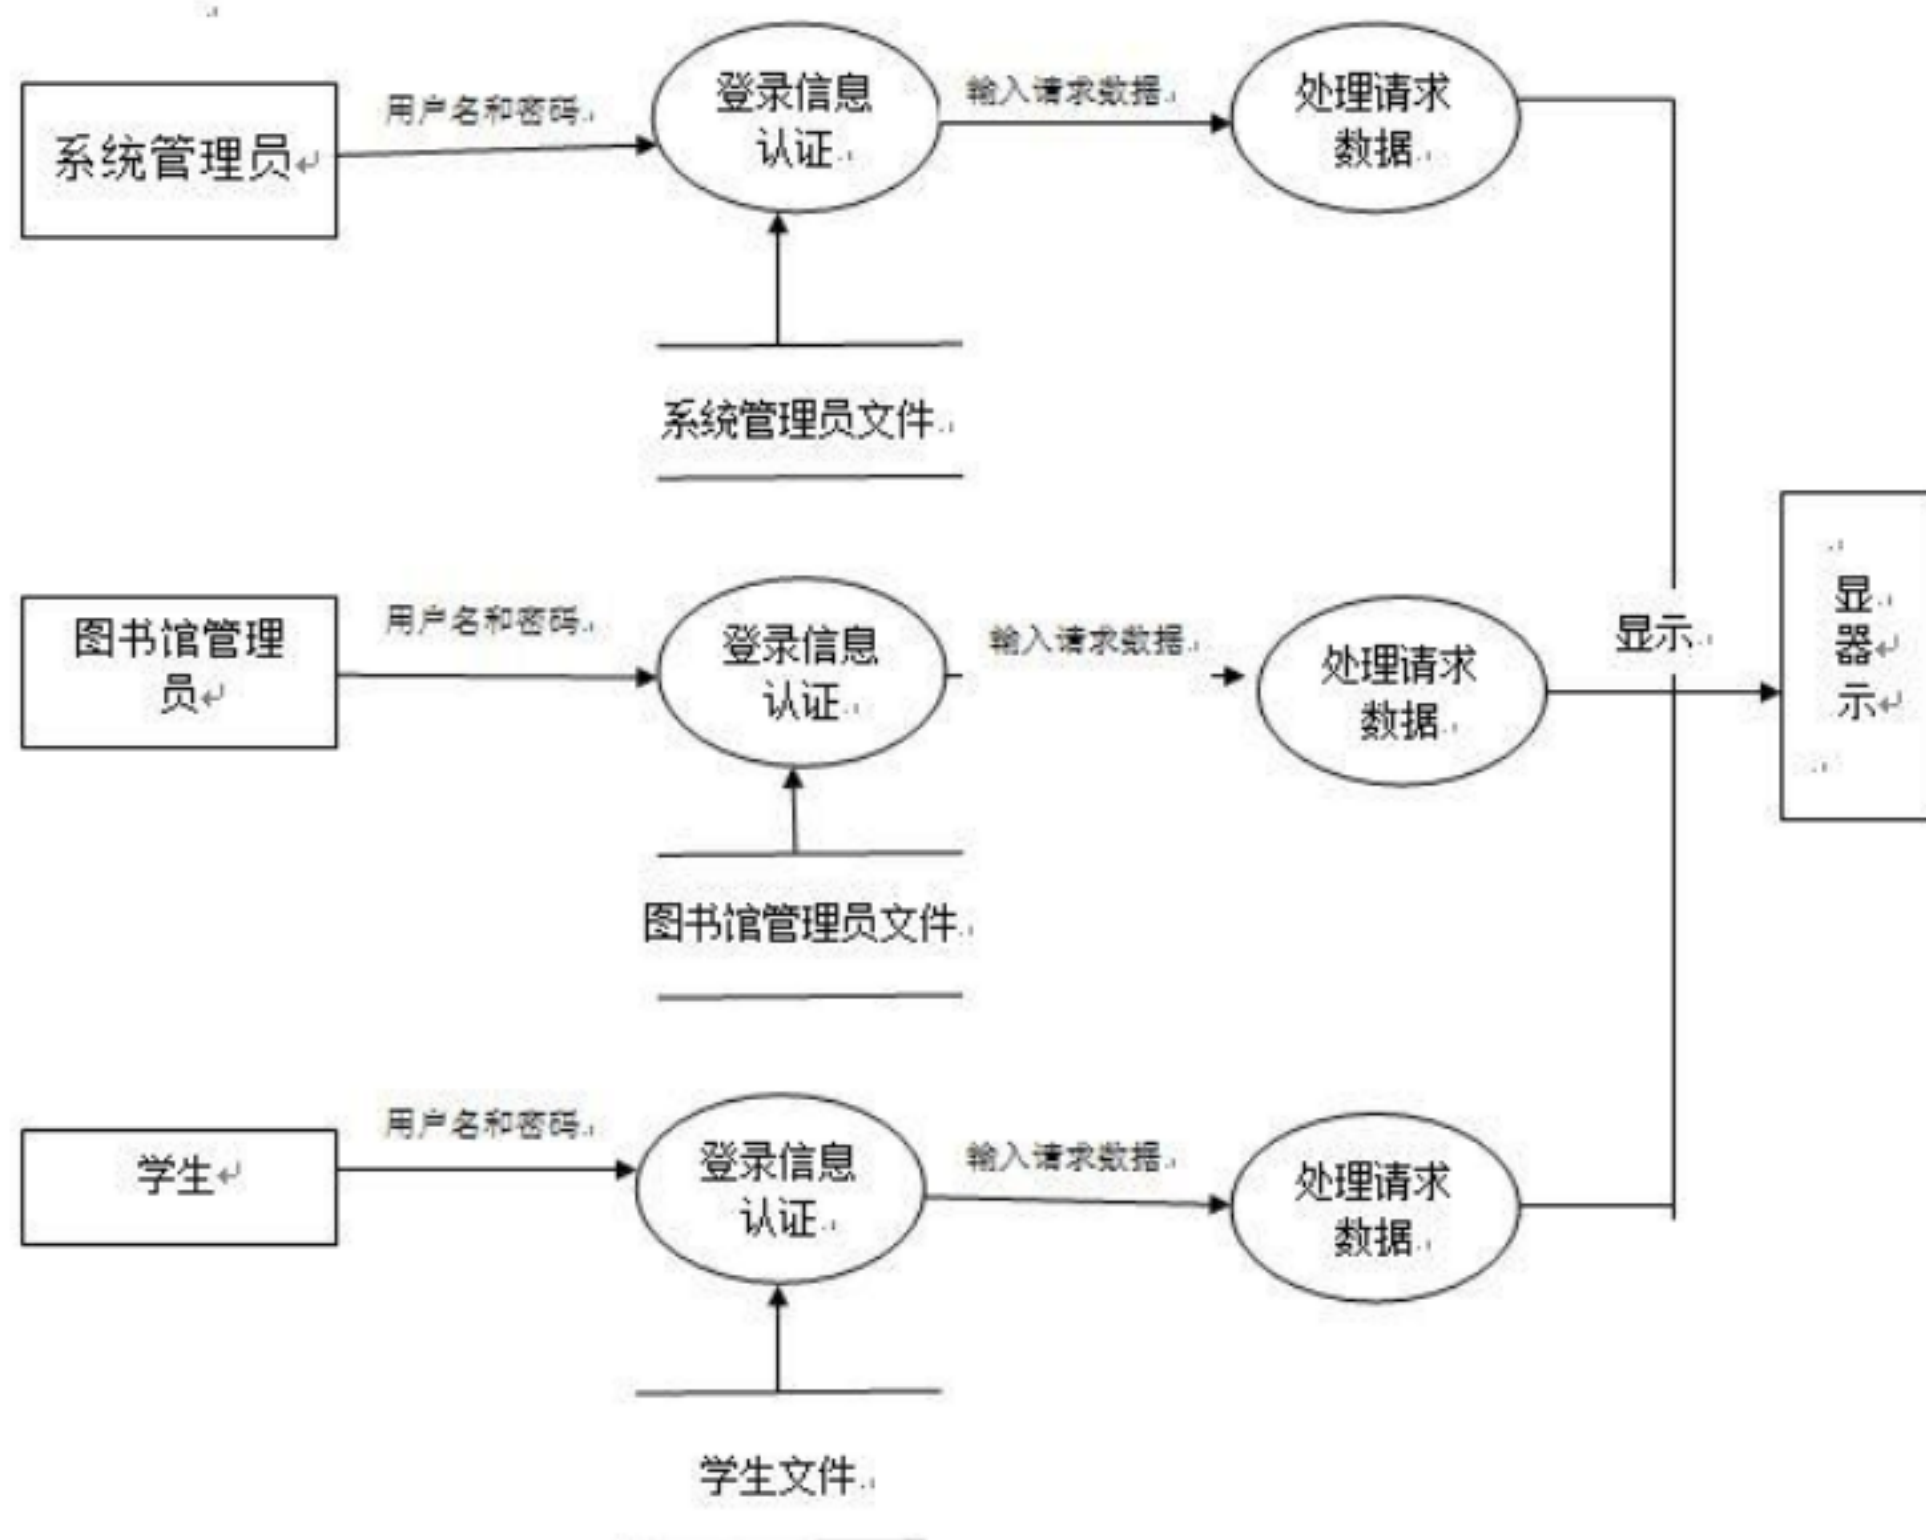 系统管理员
用户名和密码
登录信息
认证
输入请求数据
处理请求
数据
系统管理员文件
图书馆管理
员
用户名和密码
登录信息
认证
输入请求数据
处理请求
数据
显示
显
器
示
图书馆管理员文件
学生
用户名和密码
登录信息
认证
输入请求数据
处理请求
数据
学生文件